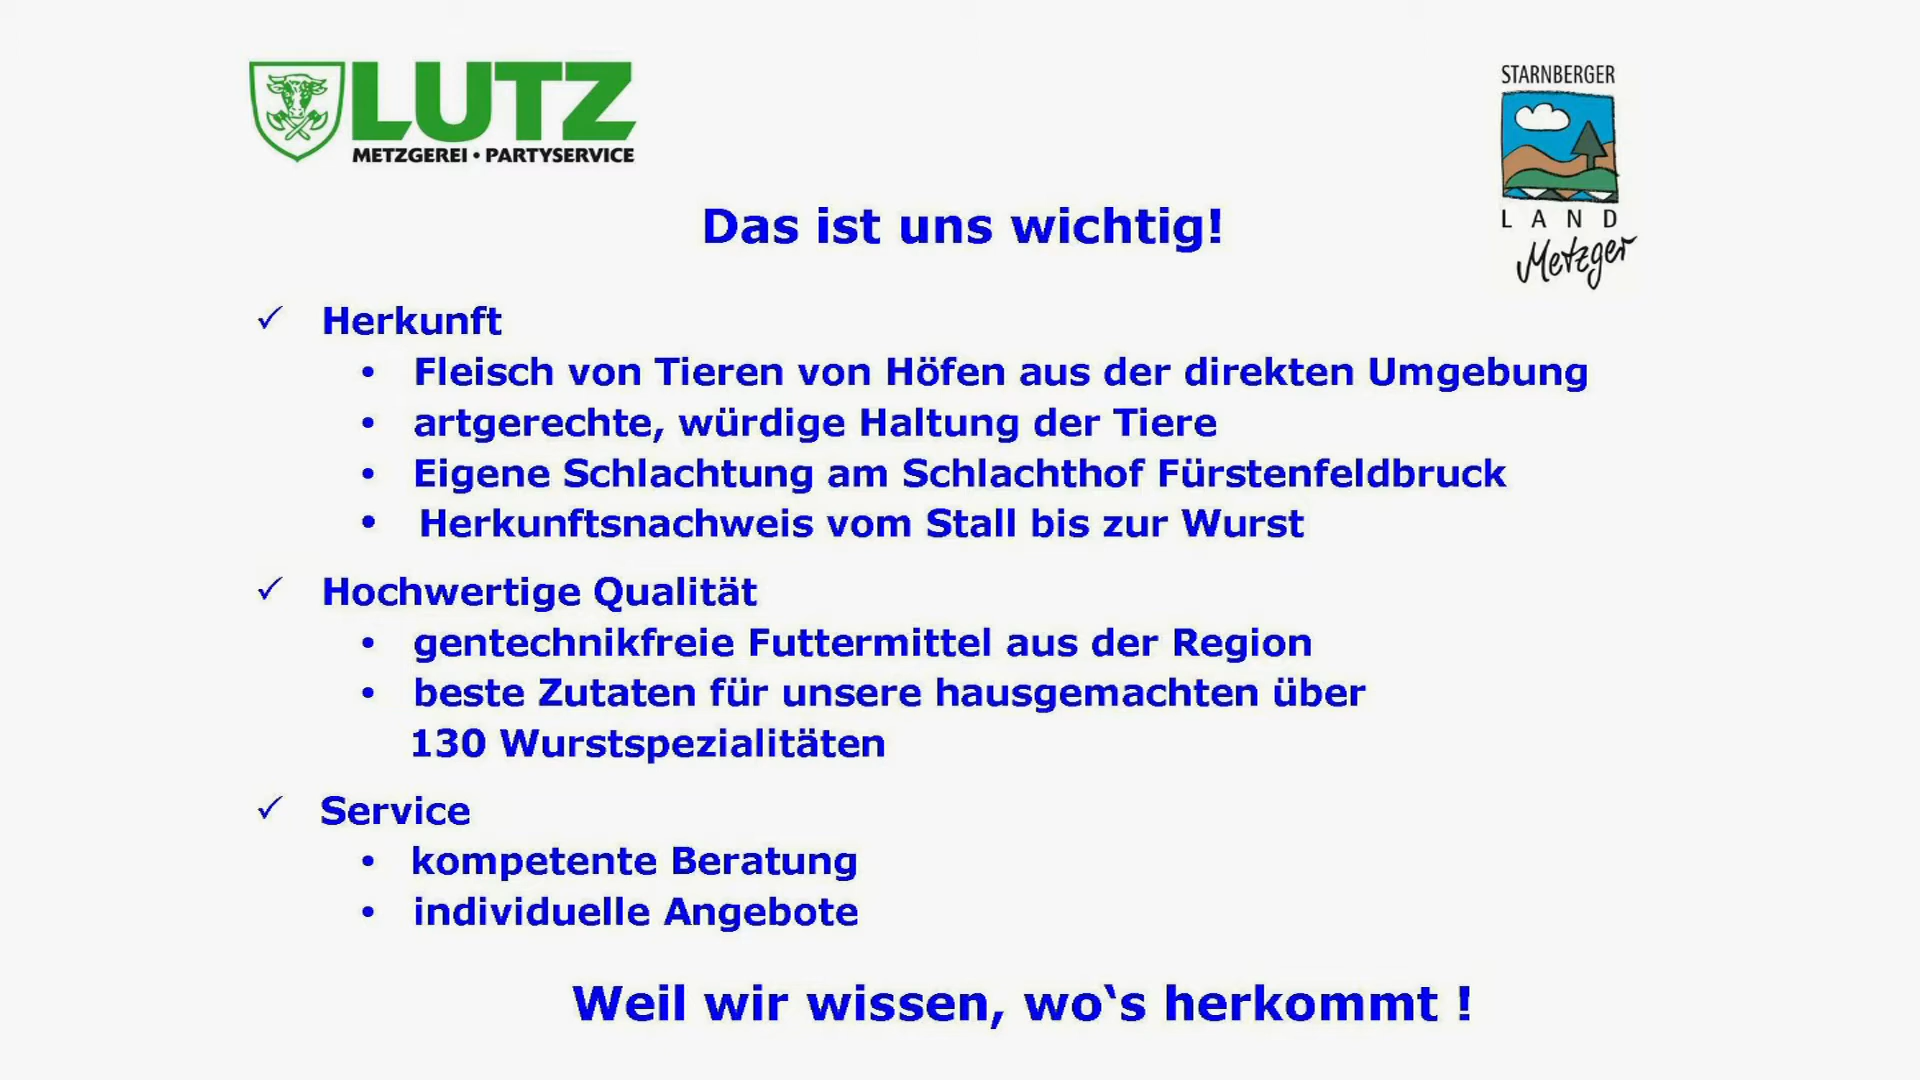 LUTZ
METZGEREI • PARTYSERVICE
STARNBERGER
LAND
Metzger
Das ist uns wichtig!
✓ Herkunft
• Fleisch von Tieren von Höfen aus der direkten Umgebung
• artgerechte, würdige Haltung der Tiere
• Eigene Schlachtung am Schlachthof Fürstenfeldbruck
• Herkunftsnachweis vom Stall bis zur Wurst
✓ Hochwertige Qualität
• gentechnikfreie Futtermittel aus der Region
• beste Zutaten für unsere hausgemachten über
130 Wurstspezialitäten
✓ Service
• kompetente Beratung
• individuelle Angebote
Weil wir wissen, wo‘s herkommt !